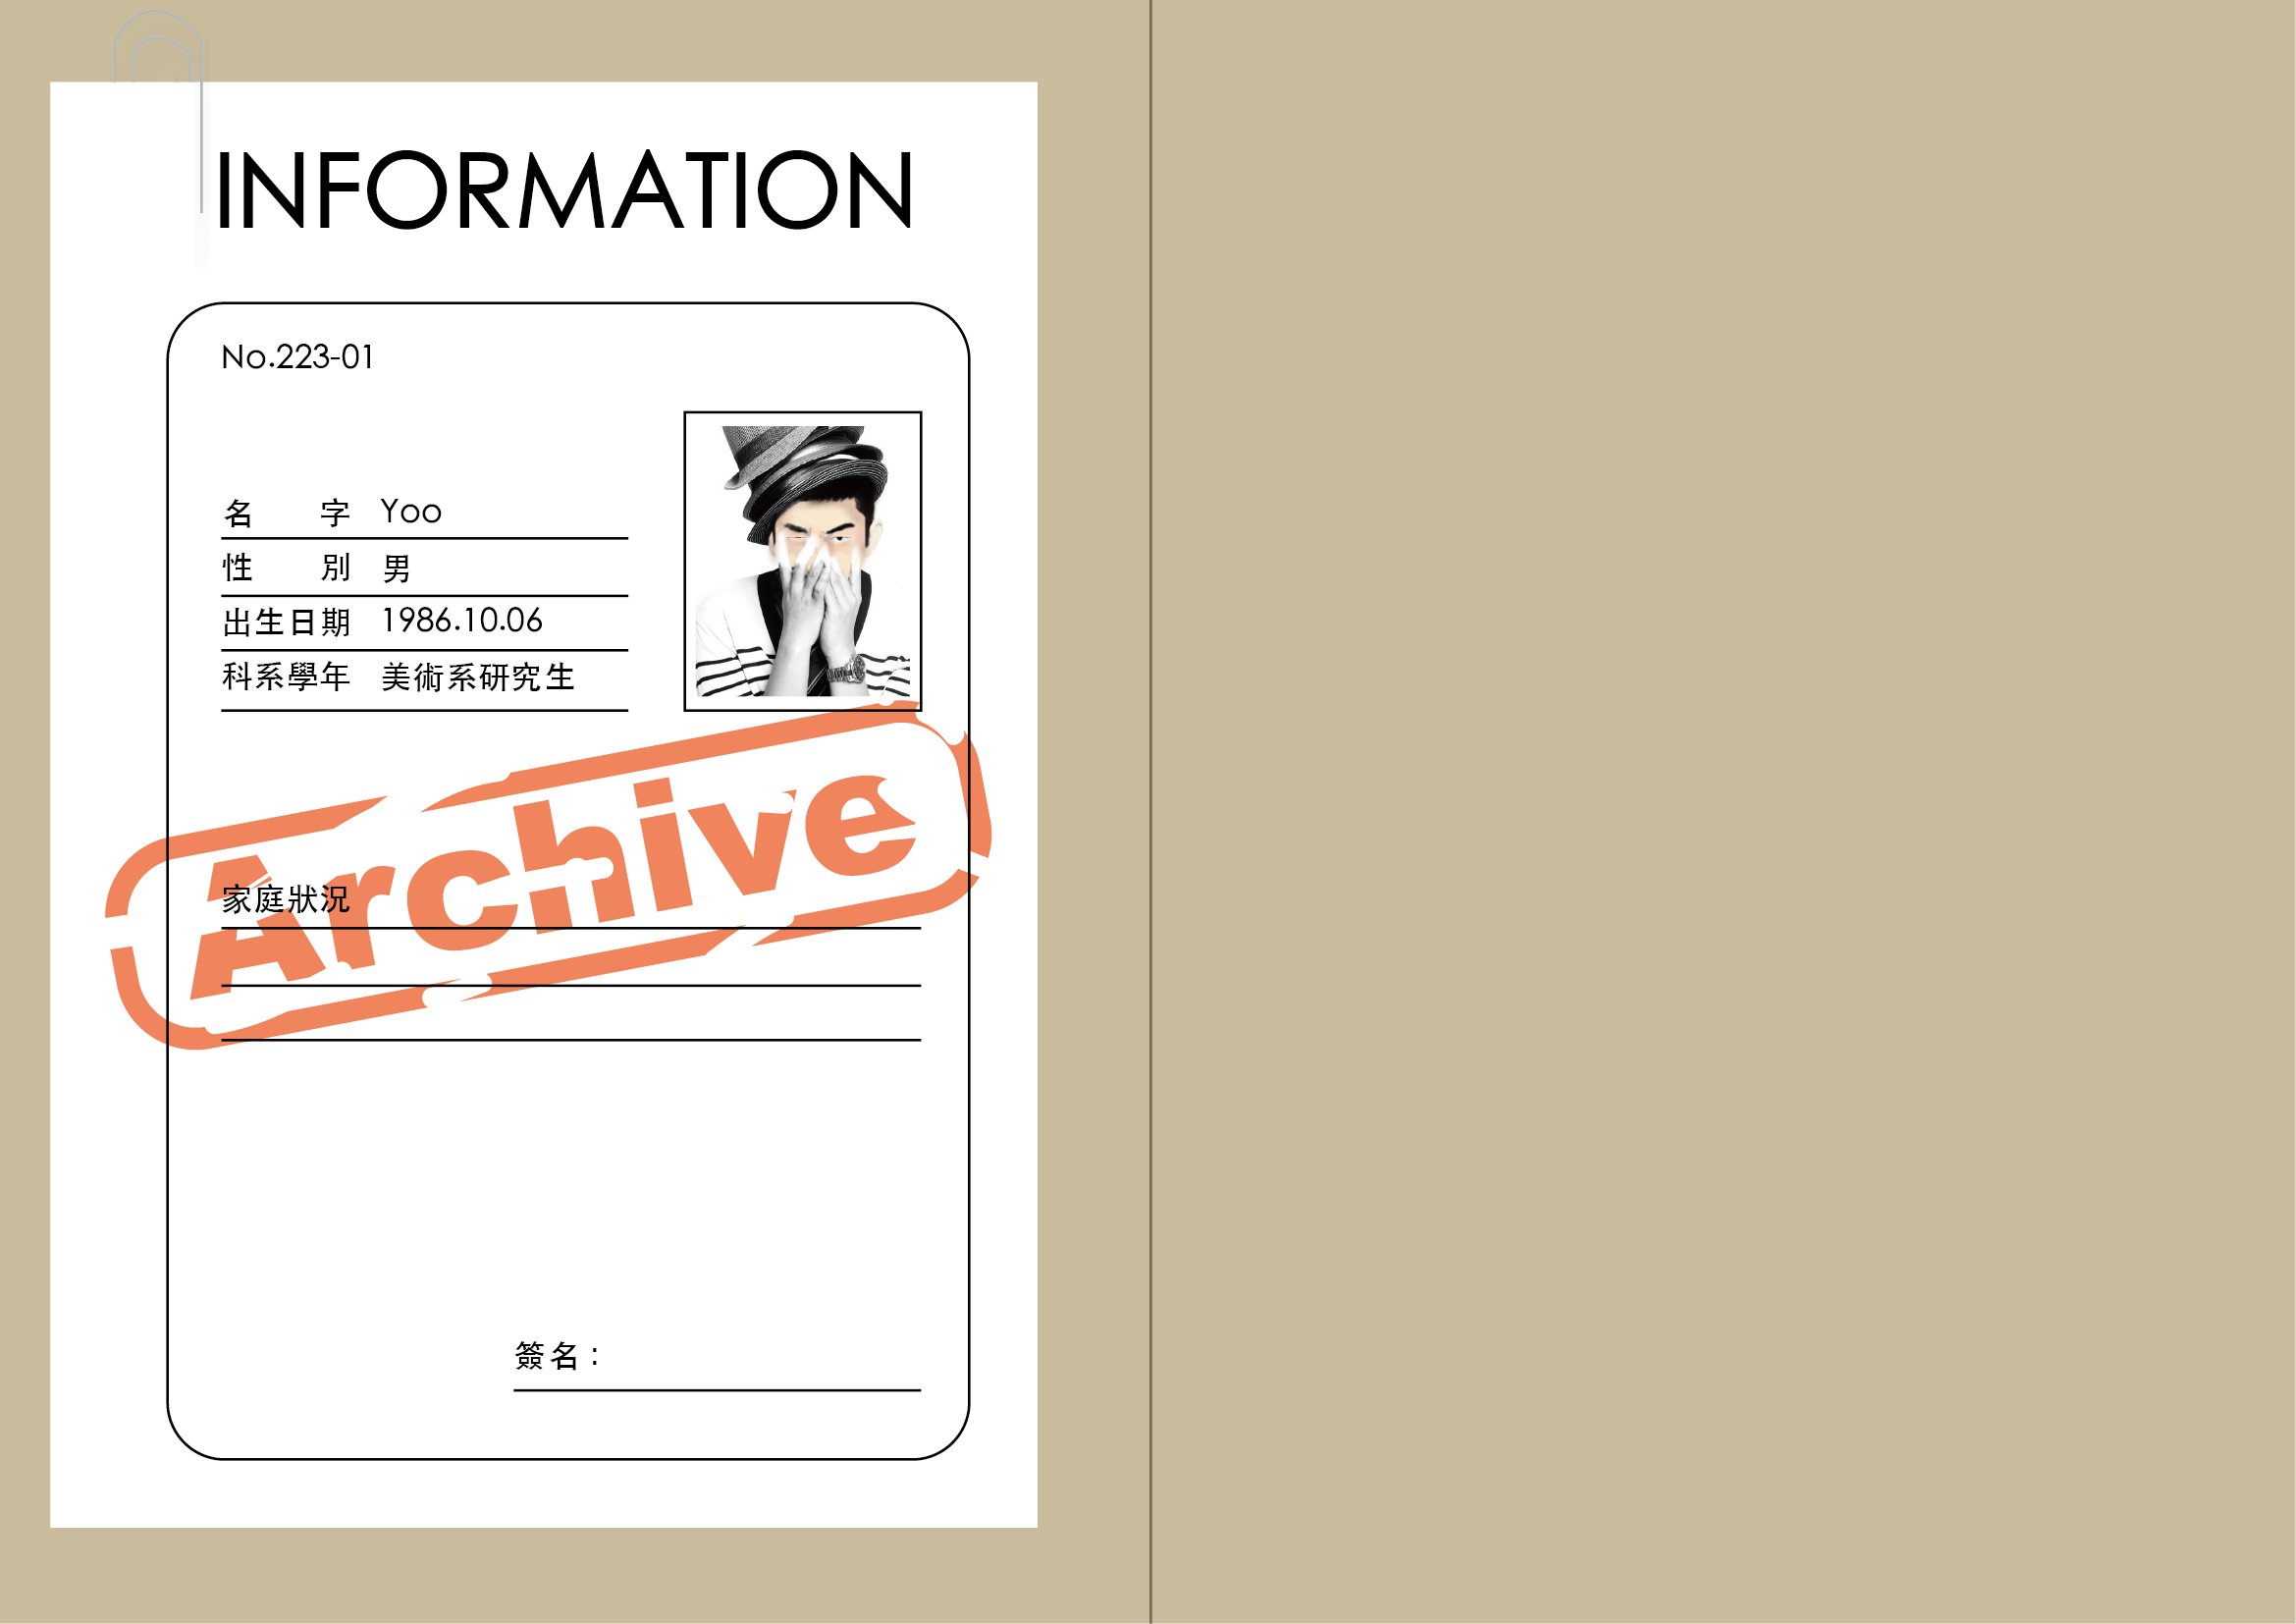 INFORMATION
No.223-01
名字 Yoo
性別 男
出生日期 1986.10.06
科系學年 美術系研究生
Archive
家庭狀況
簽名：